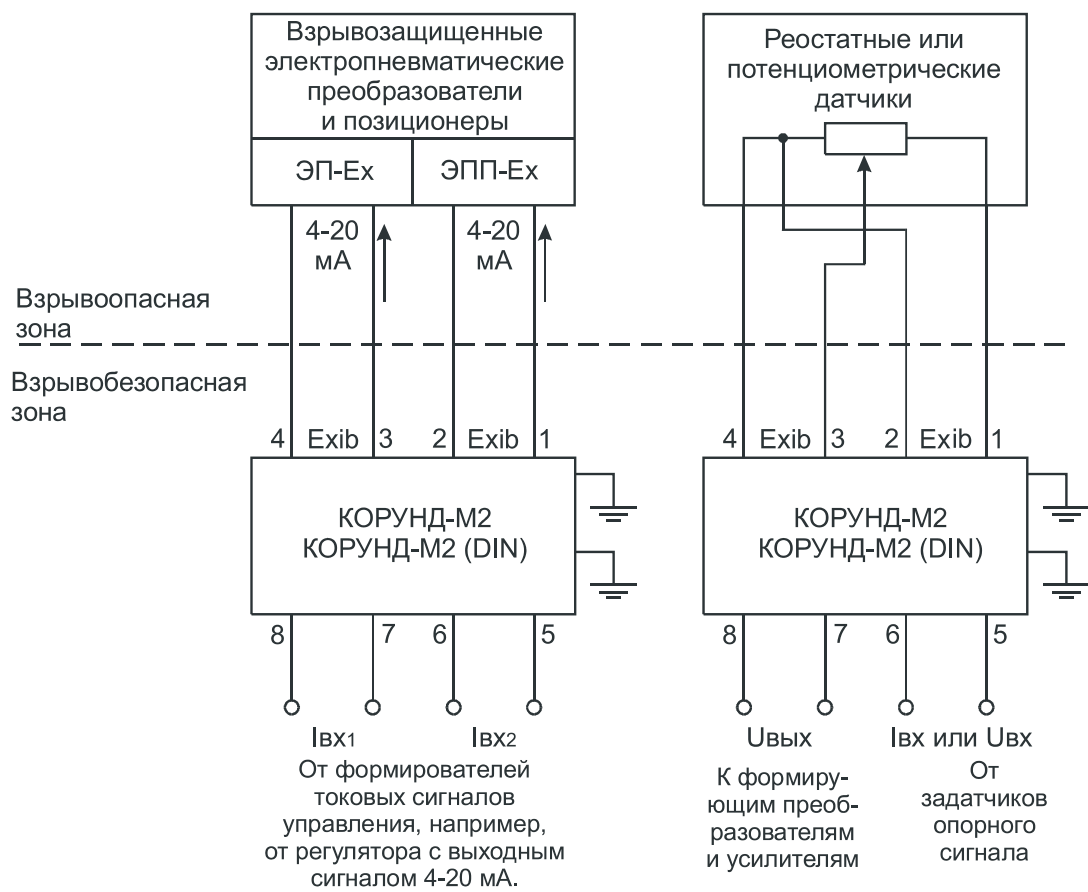 Взрывозащищенные
электропневматические
преобразователи
и позиционеры
ЭП-Ex
ЭПП-Ex
4-20
мА
4-20
мА
Реостатные или
потенциометрические
датчики
Взрывоопасная
зона
Взрывобезопасная
зона
4 Exib 3 2 Exib 1
КОРУНД-М2
КОРУНД-М2 (DIN)
8 7 6 5
Iвх1 Iвх2
От формирователей
токовых сигналов
управления, например,
от регулятора с выходным
сигналом 4-20 мА.
4 Exib 3 2 Exib 1
КОРУНД-М2
КОРУНД-М2 (DIN)
8 7 6 5
Uвых Iвх или Uвх
К формирую-
ющим преоб-
разователям
и усилителям
От
задатчиков
опорного
сигнала